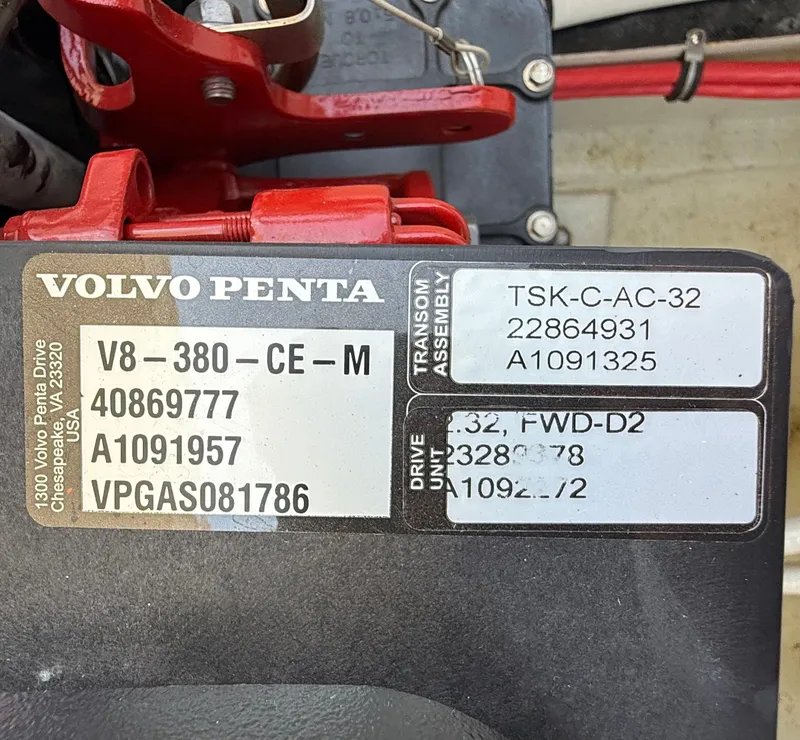 VOLVO PENTA
1300 Volvo Penta Drive
Chesapeake, VA 23320
USA
V8-380-CE-M
40869777
A1091957
VPGAS081786
TRANSOM
ASSEMBLY
TSK-C-AC-32
22864931
A1091325
DRIVE
UNIT
FWD-D2